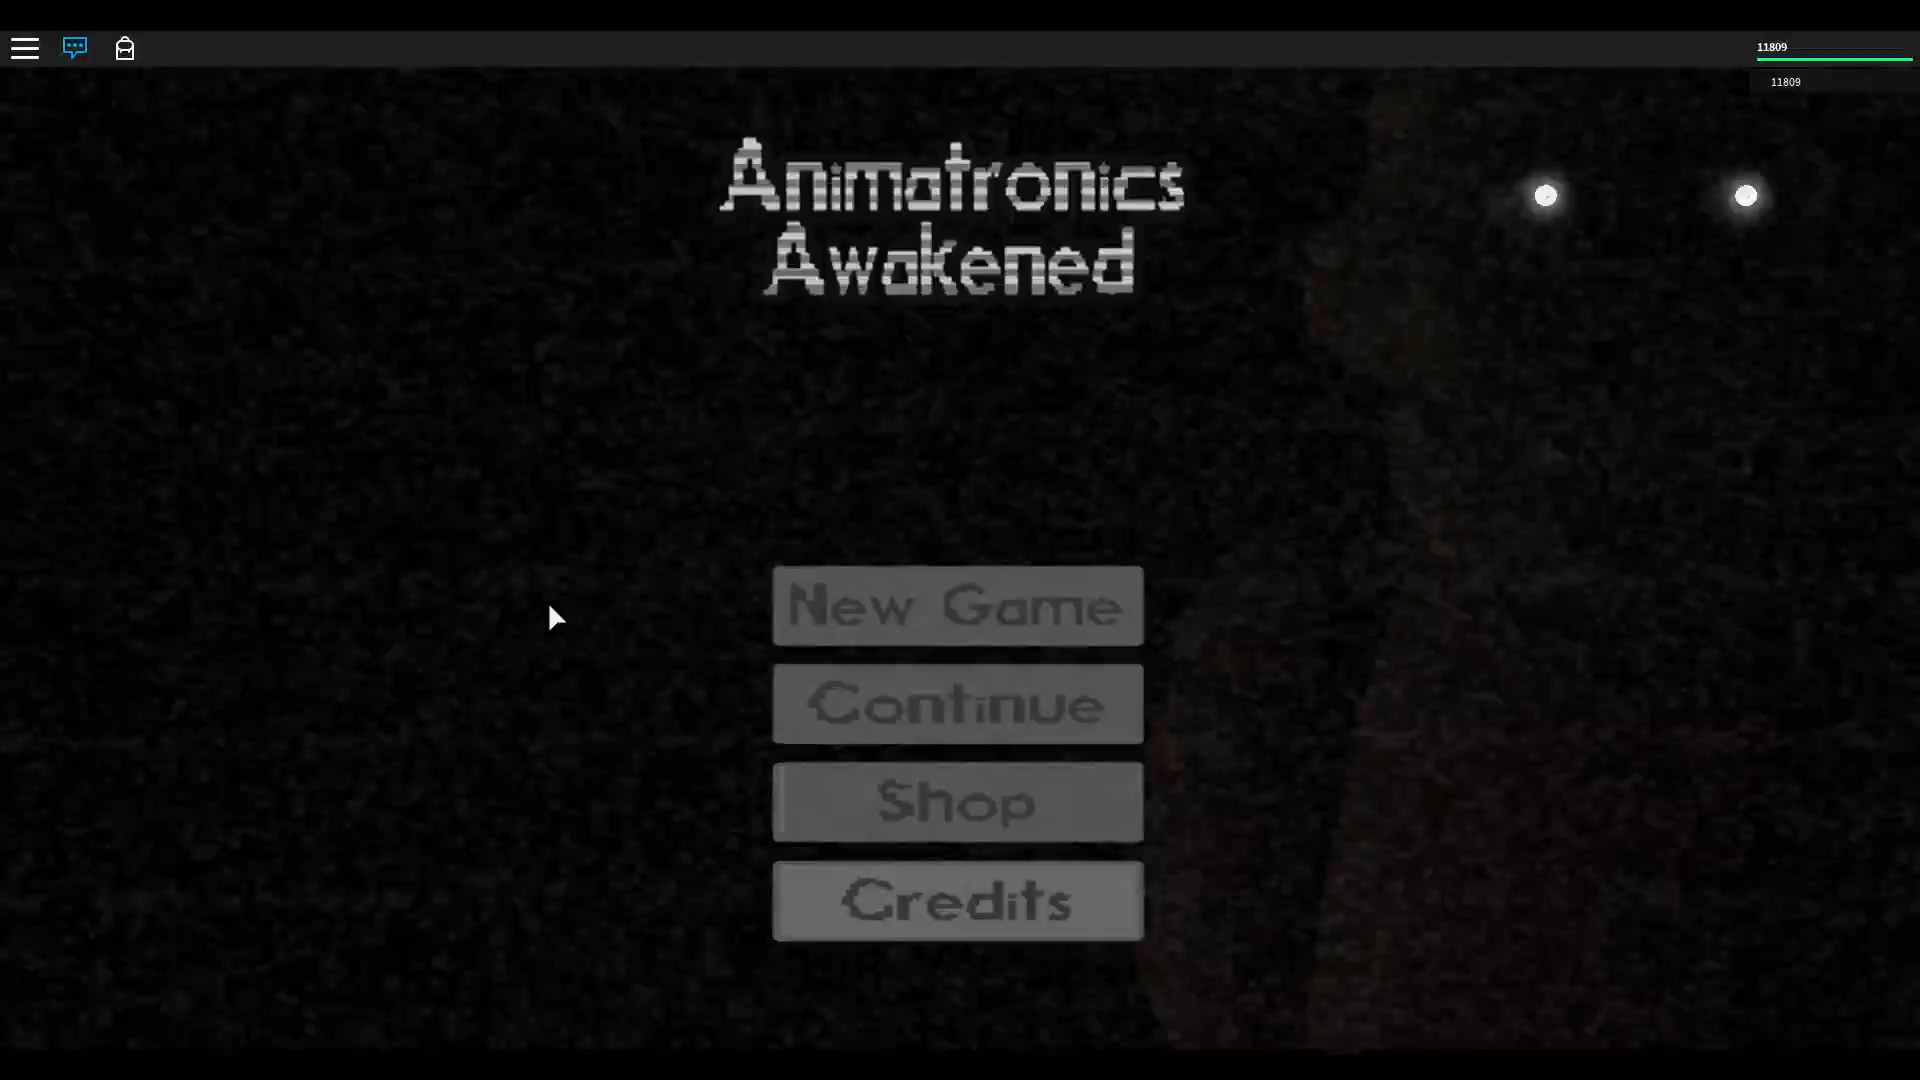 11809
11809
Animatronics
Awakened
New Game
Continue
Shop
Credits